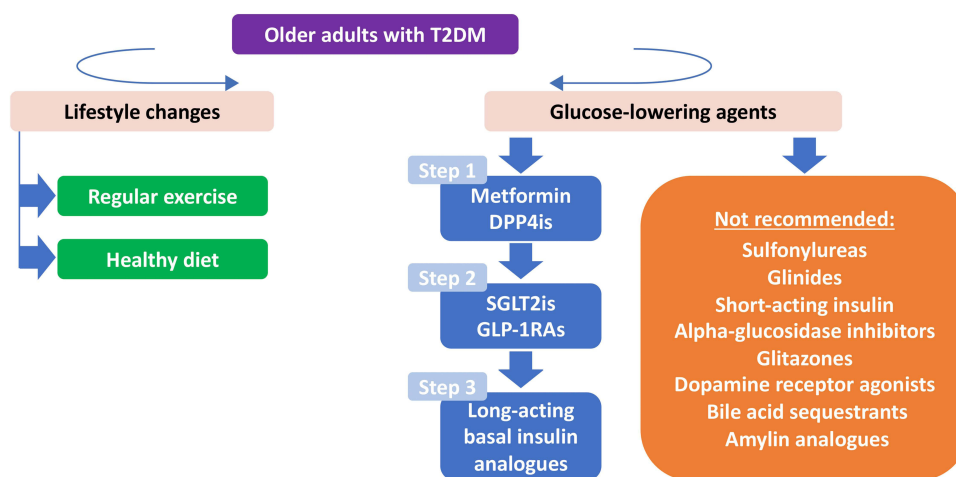 Older adults with T2DM
Lifestyle changes
Regular exercise
Healthy diet
Glucose-lowering agents
Step 1
Metformin
DPP4is
Step 2
SGLT2is
GLP-1RAs
Step 3
Long-acting
basal insulin
analogues
Not recommended:
Sulfonylureas
Glinides
Short-acting insulin
Alpha-glucosidase inhibitors
Glitazones
Dopamine receptor agonists
Bile acid sequestrants
Amylin analogues